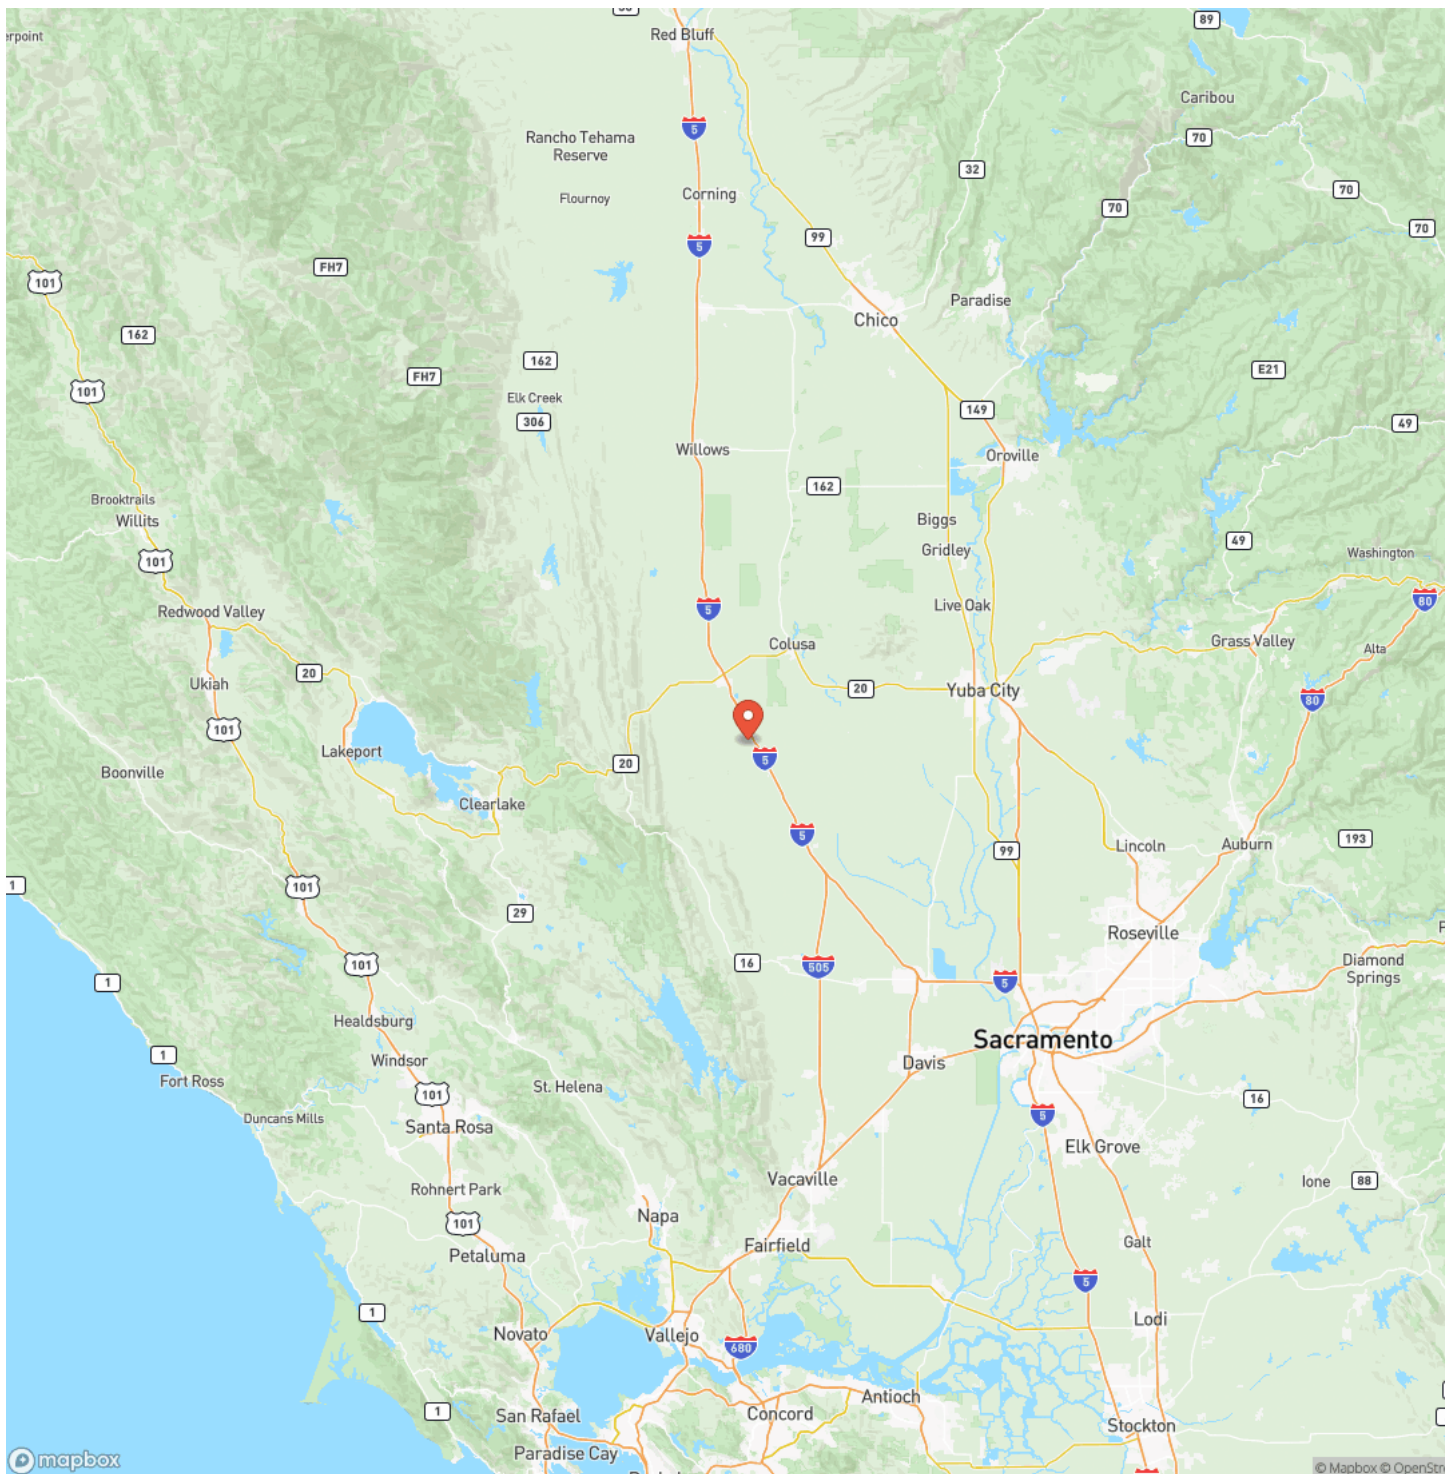 89
erpoint
Red Bluff
Caribou
5
70
Rancho Tehama
Reserve
32
70
Flournoy
Corning
70
99
70
5
FH7
101
Paradise
Chico
162
162
E21
FH7
101
Elk Creek
149
306
49
Willows
Oroville
162
Brooktrails
Willits
Biggs
49
Gridley
Washington
101
5
Live Oak
80
Redwood Valley
Colusa
Grass Valley
Alta
20
Ukiah
20
Yuba City
80
101
Lakeport
20
5
Boonville
Clearlake
5
193
99
Lincoln
Auburn
1
101
29
Roseville
101
16
505
Diamond
Springs
1
5
Healdsburg
Sacramento
1
Windsor
Davis
Fort Ross
St. Helena
101
16
Duncans Mills
5
Santa Rosa
Elk Grove
Vacaville
88
Ione
Rohnert Park
Napa
101
Fairfield
Galt
Petaluma
5
1
Lodi
Novato
Vallejo
680
Antioch
1
San Rafael
Concord
Stockton
Paradise Cay
mapbox
© Mapbox © OpenStr